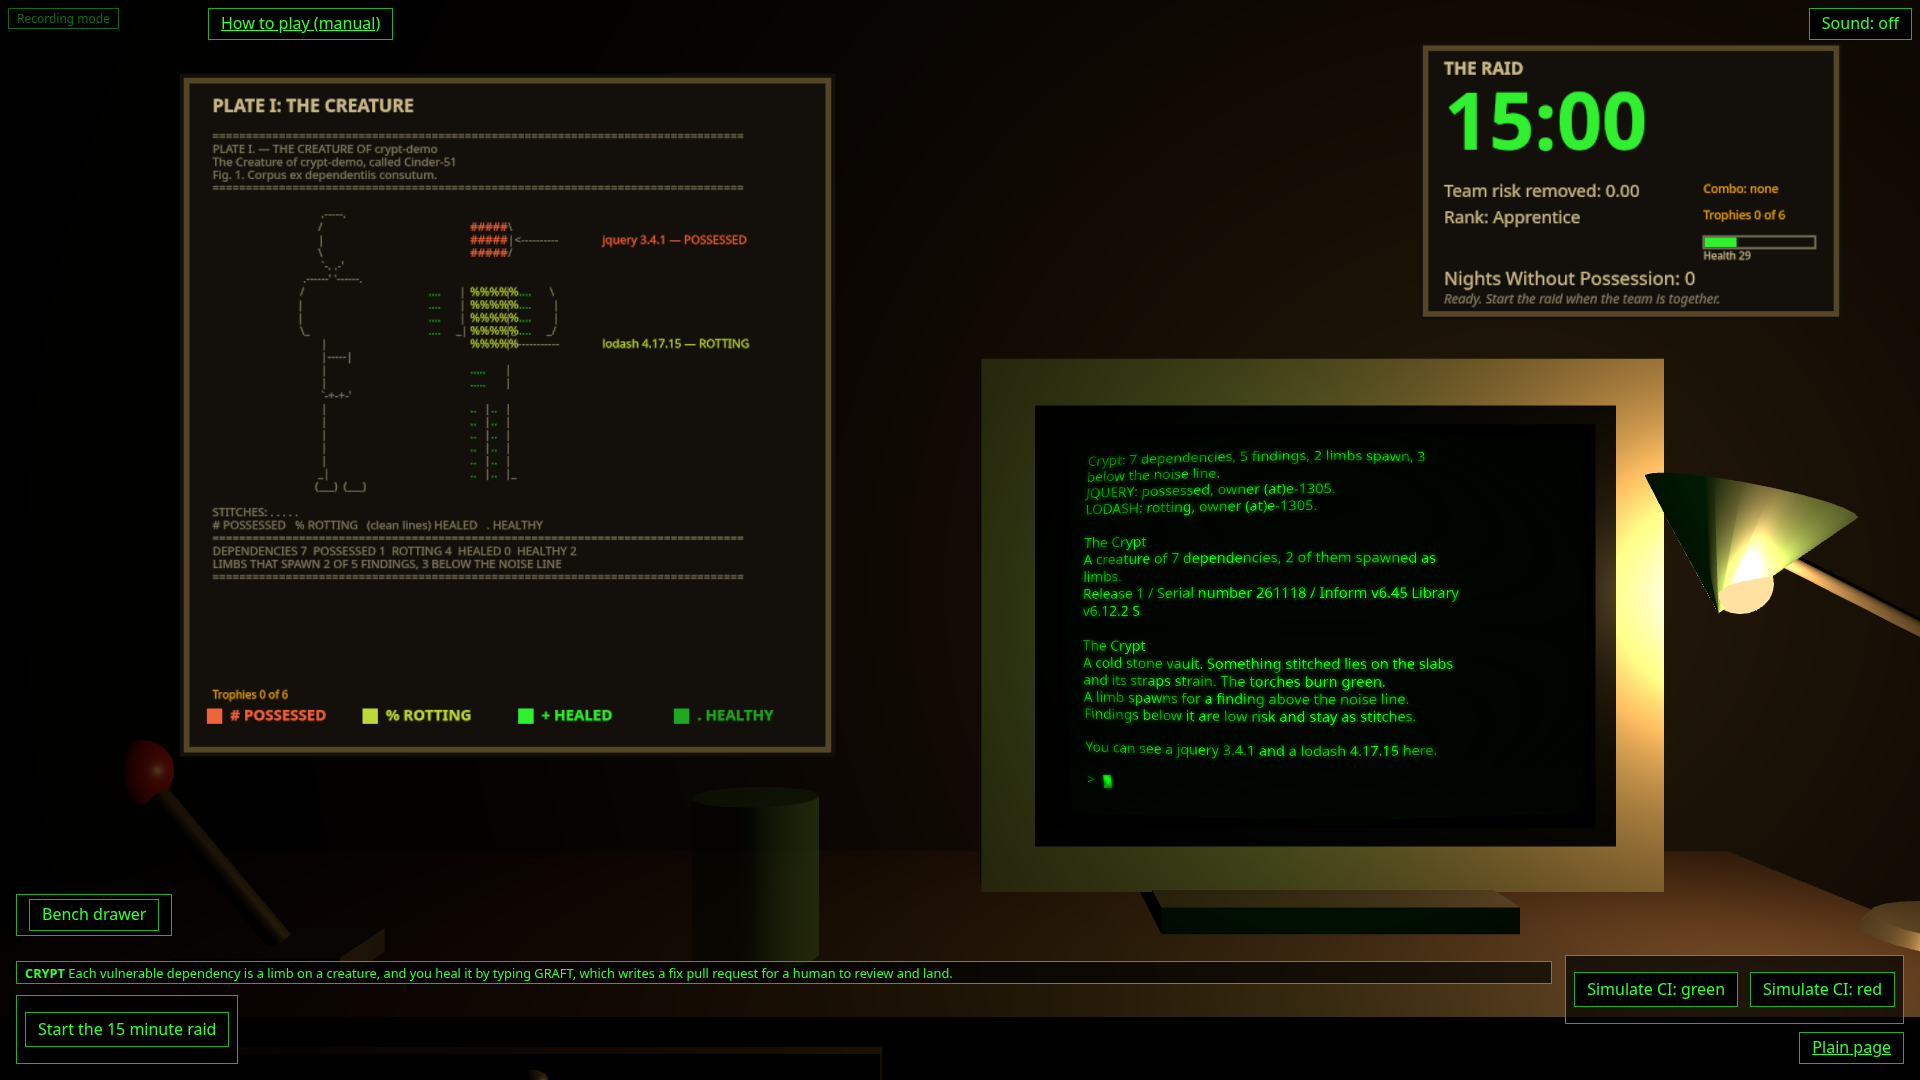 Recording mode
How to play (manual)
Sound: off
PLATE I: THE CREATURE
PLATE I. — THE CREATURE OF crypt-demo
The Creature of crypt-demo, called Cinder-51
Fig. 1. Corpus ex dependentiis consutum.
jquery 3.4.1 — POSSESSED
lodash 4.17.15 — ROTTING
STITCHES: . . . . .
# POSSESSED % ROTTING (clean lines) HEALED . HEALTHY
DEPENDENCIES 7 POSSESSED 1 ROTTING 4 HEALED 0 HEALTHY 2
LIMBS THAT SPAWN 2 OF 5 FINDINGS, 3 BELOW THE NOISE LINE
Trophies 0 of 6
# POSSESSED
% ROTTING
+ HEALED
. HEALTHY
THE RAID
15:00
Team risk removed: 0.00
Combo: none
Rank: Apprentice
Trophies 0 of 6
Health 29
Nights Without Possession: 0
Ready. Start the raid when the team is together.
Crypt: 7 dependencies, 5 findings, 2 limbs spawn, 3
below the noise line.
JQUERY: possessed, owner (at)e-1305.
LODASH: rotting, owner (at)e-1305.
The Crypt
A creature of 7 dependencies, 2 of them spawned as
limbs.
Release 1 / Serial number 261118 / Inform v6.45 Library
v6.12.2 S
The Crypt
A cold stone vault. Something stitched lies on the slabs
and its straps strain. The torches burn green.
A limb spawns for a finding above the noise line.
Findings below it are low risk and stay as stitches.
You can see a jquery 3.4.1 and a lodash 4.17.15 here.
>
Bench drawer
CRYPT Each vulnerable dependency is a limb on a creature, and you heal it by typing GRAFT, which writes a fix pull request for a human to review and land.
Start the 15 minute raid
Simulate CI: green
Simulate CI: red
Plain page